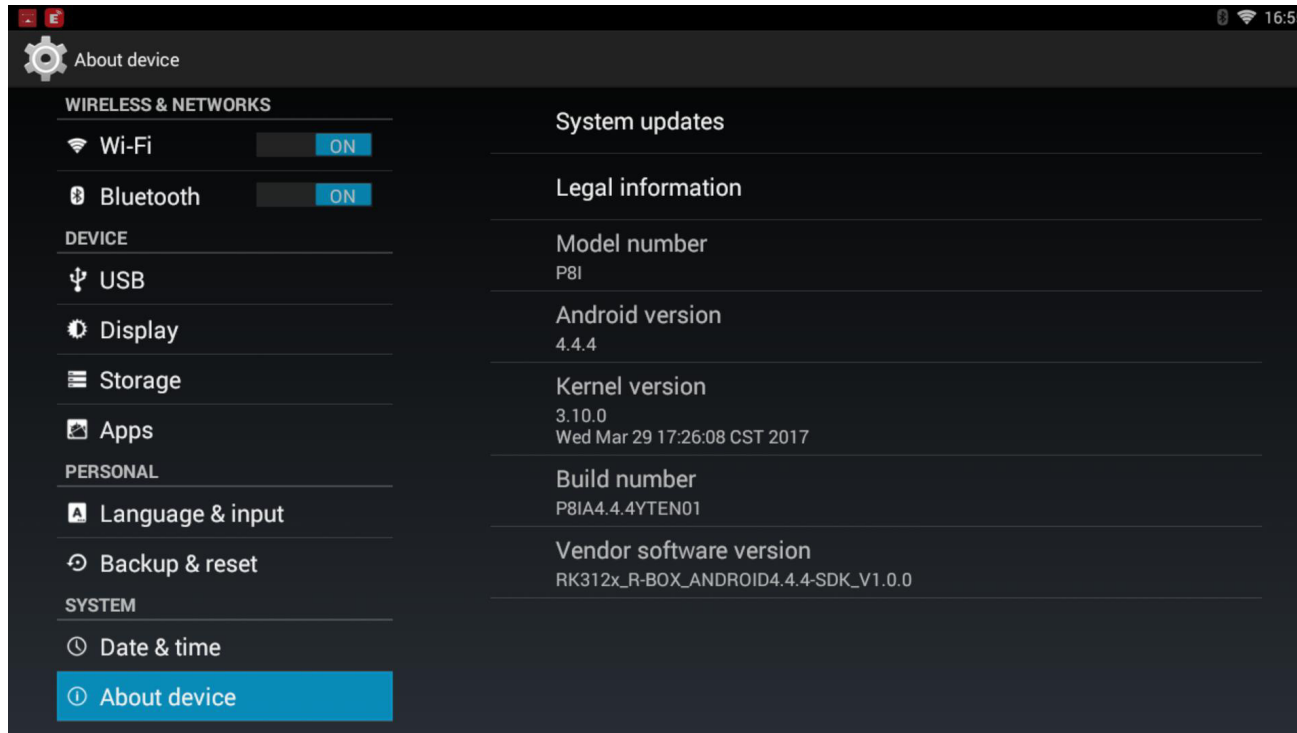 E
16:5
About device
WIRELESS & NETWORKS
Wi-Fi
ON
Bluetooth
ON
DEVICE
USB
Display
Storage
Apps
PERSONAL
Language & input
Backup & reset
SYSTEM
Date & time
About device
System updates
Legal information
Model number
P8I
Android version
4.4.4
Kernel version
3.10.0
Wed Mar 29 17:26:08 CST 2017
Build number
P8IA4.4.4YTEN01
Vendor software version
RK312x_R-BOX_ANDROID4.4.4-SDK_V1.0.0